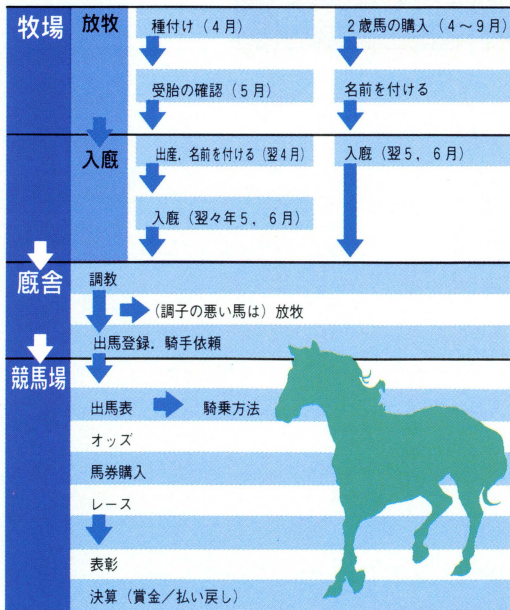 牧場
放牧
種付け（4月）
2歳馬の購入（4～9月）
受胎の確認（5月）
名前を付ける
入厩
出産，名前を付ける（翌4月）
入厩（翌5，6月）
入厩（翌々年5，6月）
厩舎
調教
（調子の悪い馬は）放牧
出馬登録．騎手依頼
競馬場
出馬表
騎乗方法
オッズ
馬券購入
レース
表彰
決算（賞金／払い戻し）